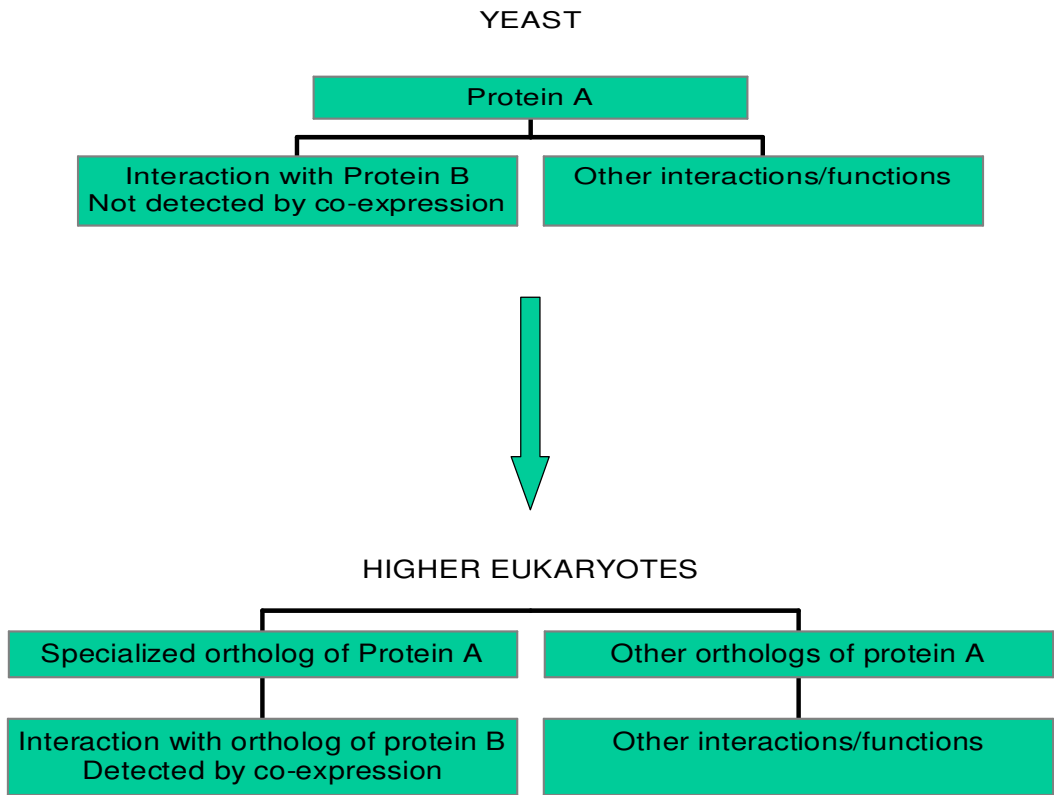 YEAST
Protein A
Interaction with Protein B
Not detected by co-expression
Other interactions/functions
HIGHER EUKARYOTES
Specialized ortholog of Protein A
Other orthologs of protein A
Interaction with ortholog of protein B
Detected by co-expression
Other interactions/functions